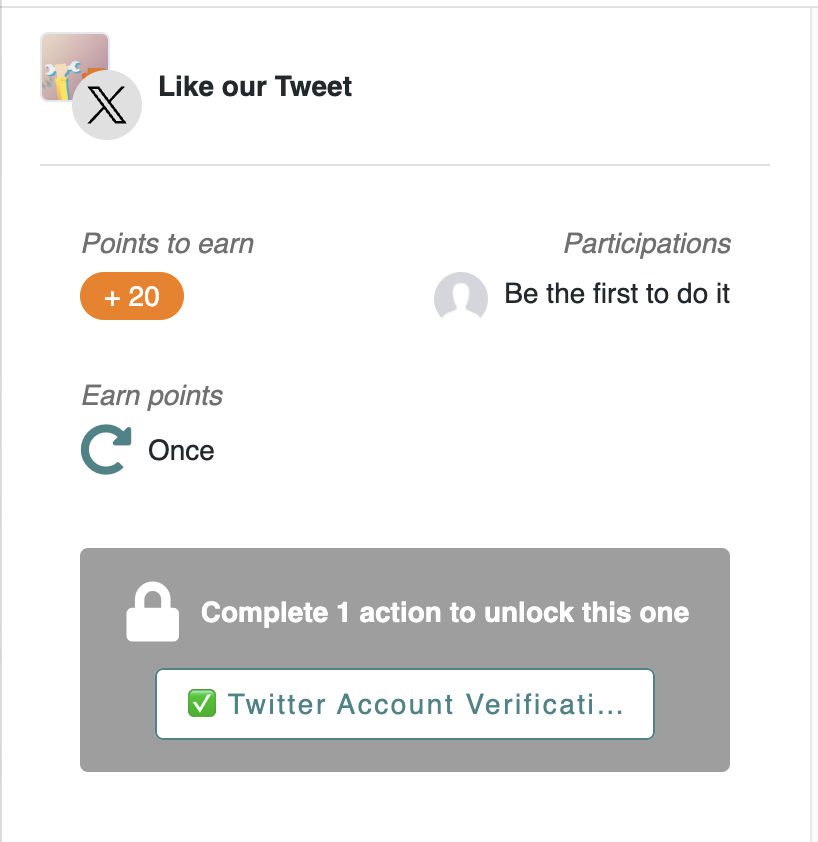 Like our Tweet
Points to earn
Participations
+ 20
Be the first to do it
Earn points
Once
Complete 1 action to unlock this one
✅ Twitter Account Verificati...